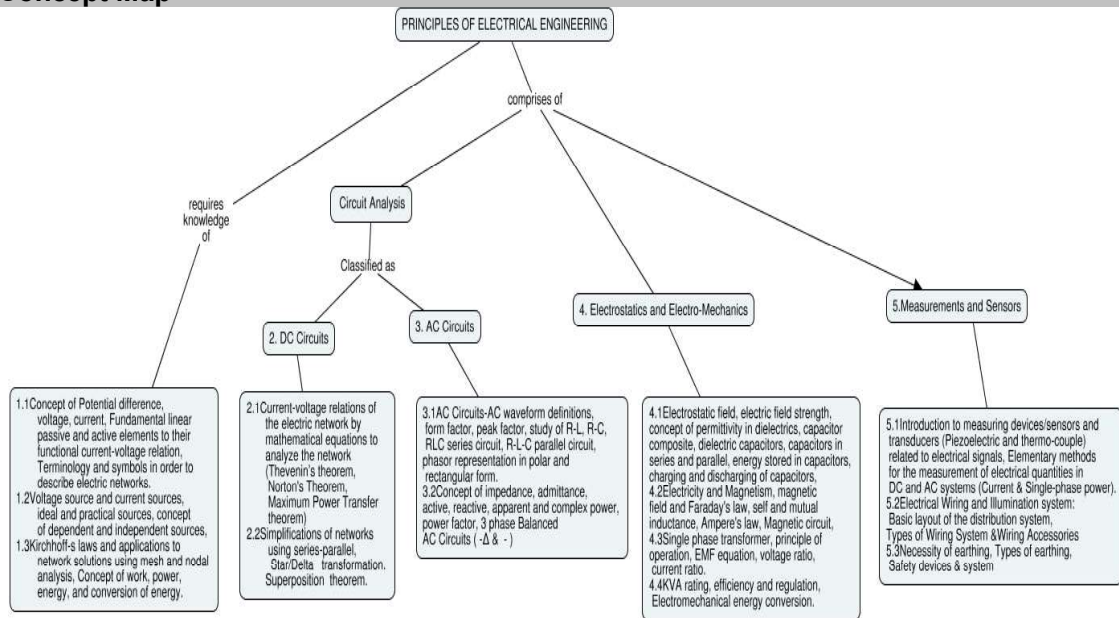 PRINCIPLES OF ELECTRICAL ENGINEERING
comprises of
requires
knowledge
of
Circuit Analysis
Classified as
2. DC Circuits
3. AC Circuits
4. Electrostatics and Electro-Mechanics
5.Measurements and Sensors
1.1Concept of Potential difference,
voltage, current, Fundamental linear
passive and active elements to their
functional current-voltage relation,
Terminology and symbols in order to
describe electric networks.
1.2Voltage source and current sources,
ideal and practical sources, concept
of dependent and independent sources,
1.3Kirchhoff-s laws and applications to
network solutions using mesh and nodal
analysis, Concept of work, power,
energy, and conversion of energy.
2.1Current-voltage relations of
the electric network by
mathematical equations to
analyze the network
(Thevenin's theorem,
Norton's Theorem,
Maximum Power Transfer
theorem)
2.2Simplifications of networks
using series-parallel,
Star/Delta transformation.
Superposition theorem.
3.1AC Circuits-AC waveform definitions,
form factor, peak factor, study of R-L, R-C,
RLC series circuit, R-L-C parallel circuit,
phasor representation in polar and
rectangular form.
3.2Concept of impedance, admittance,
active, reactive, apparent and complex power,
power factor, 3 phase Balanced
AC Circuits ( -Δ & - )
4.1Electrostatic field, electric field strength,
concept of permittivity in dielectrics, capacitor
composite, dielectric capacitors, capacitors in
series and parallel, energy stored in capacitors,
charging and discharging of capacitors,
4.2Electricity and Magnetism, magnetic
field and Faraday's law, self and mutual
inductance, Ampere's law, Magnetic circuit,
4.3Single phase transformer, principle of
operation, EMF equation, voltage ratio,
current ratio.
4.4KVA rating, efficiency and regulation,
Electromechanical energy conversion.
5.1Introduction to measuring devices/sensors and
transducers (Piezoelectric and thermo-couple)
related to electrical signals, Elementary methods
for the measurement of electrical quantities in
DC and AC systems (Current & Single-phase power).
5.2Electrical Wiring and Illumination system:
Basic layout of the distribution system,
Types of Wiring System &Wiring Accessories
5.3Necessity of earthing, Types of earthing,
Safety devices & system